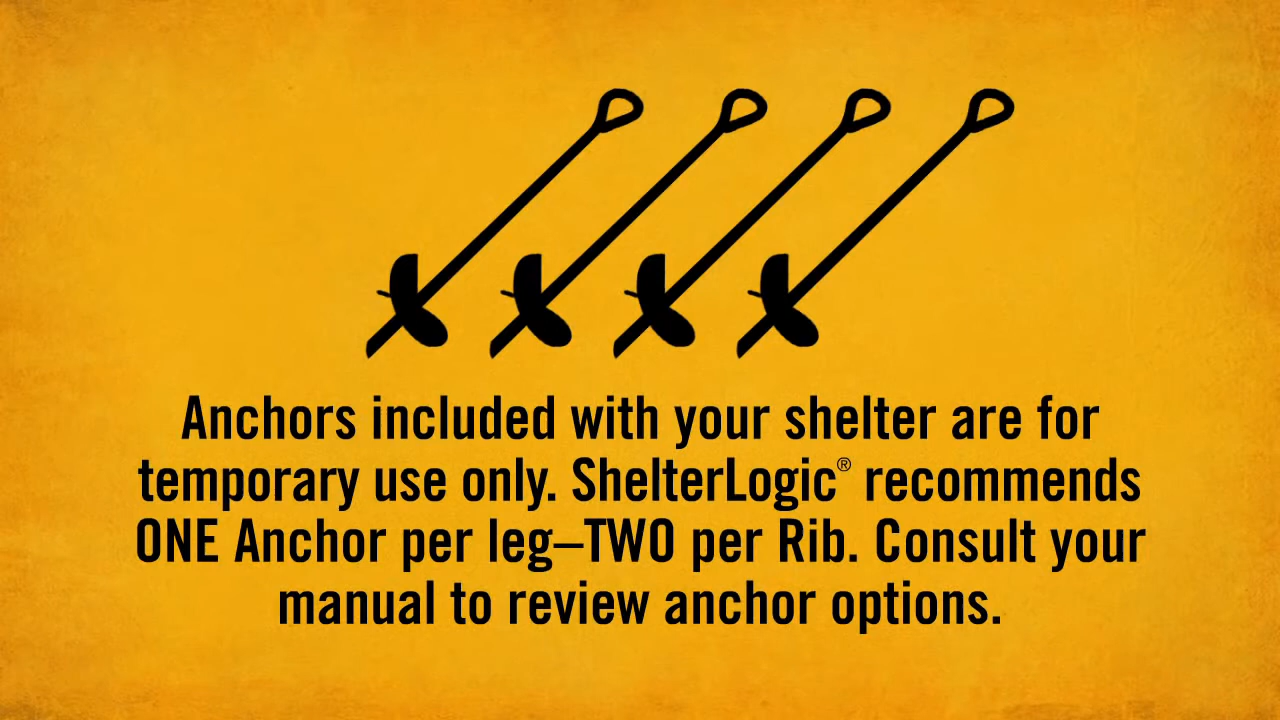 Anchors included with your shelter are for
temporary use only. ShelterLogic® recommends
ONE Anchor per leg–TWO per Rib. Consult your
manual to review anchor options.